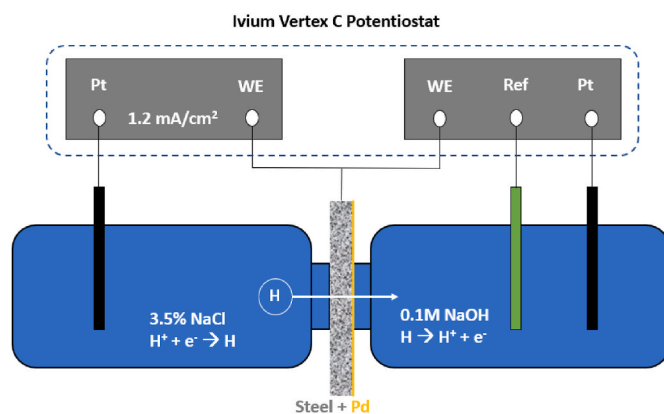 Ivium Vertex C Potentiostat
Pt
WE
1.2 mA/cm²
WE
Ref
Pt
H
3.5% NaCl
H⁺ + e⁻ → H
0.1M NaOH
H → H⁺ + e⁻
Steel + Pd